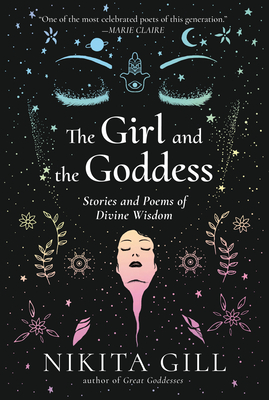 "One of the most celebrated poets of this generation."
—MARIE CLAIRE
The Girl and
the Goddess
Stories and Poems of
Divine Wisdom
NIKITA GILL
author of Great Goddesses